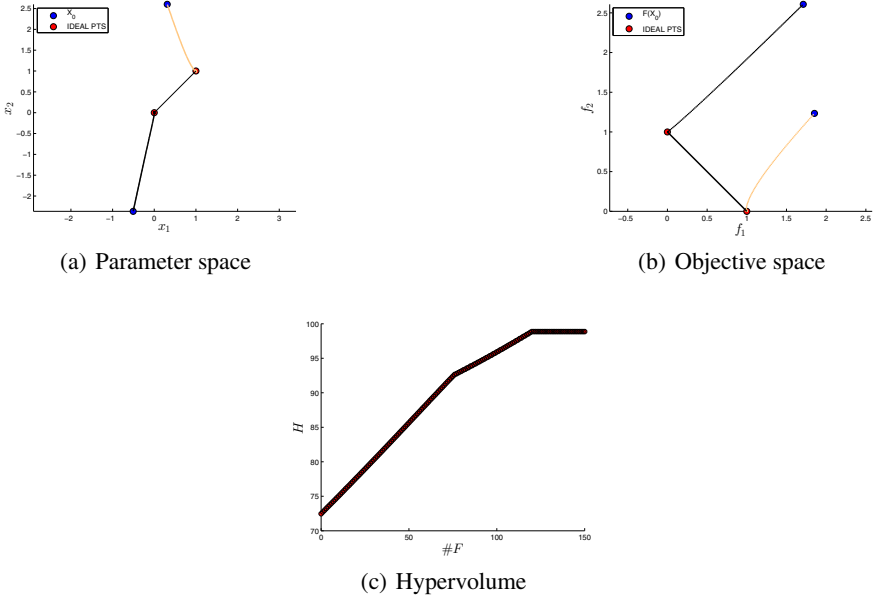 X0
IDEAL PTS
2.5
2
1.5
1
0.5
0
−0.5
−1
−1.5
−2
x2
−2 −1 0 1 2 3
x1
(a) Parameter space
F(X0)
IDEAL PTS
2.5
2
1.5
1
0.5
0
f2
−0.5 0 0.5 1 1.5 2 2.5
f1
(b) Objective space
100
95
90
85
80
75
70
H
0 50 100 150
#F
(c) Hypervolume